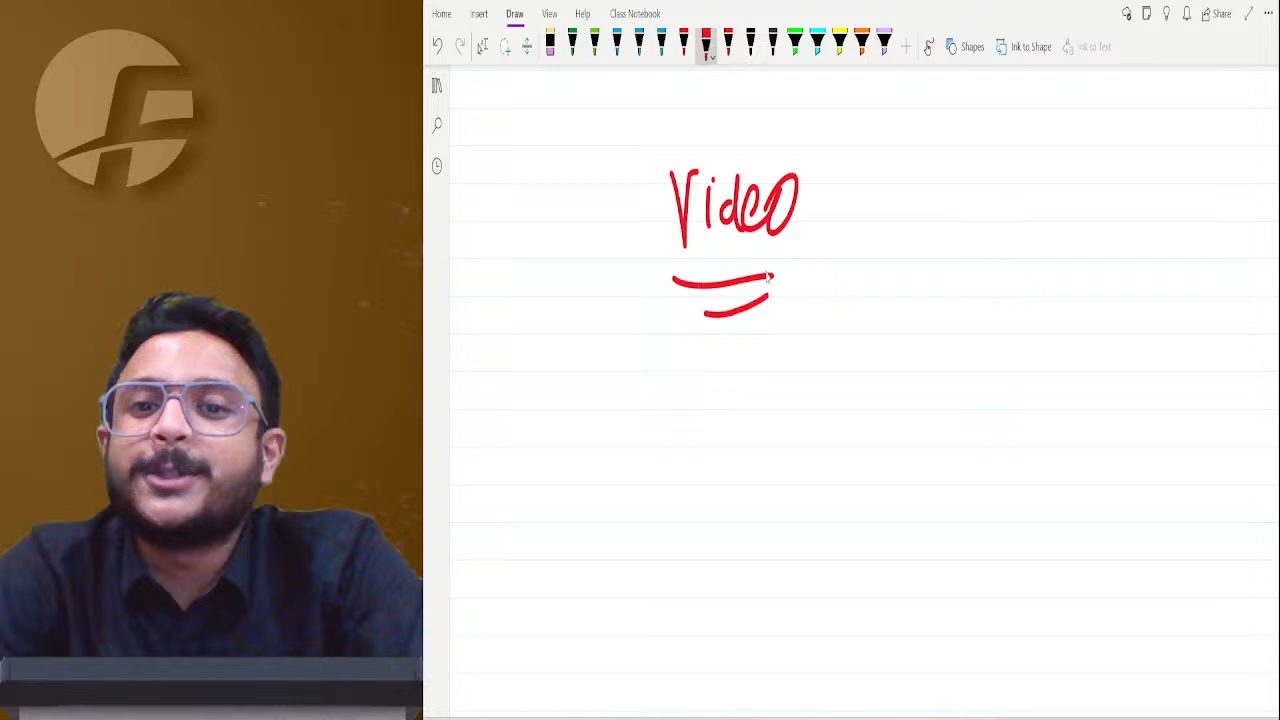 Home Insert Draw View Help Class Notebook Share
Shapes Ink to Shape Ink to Text
Video